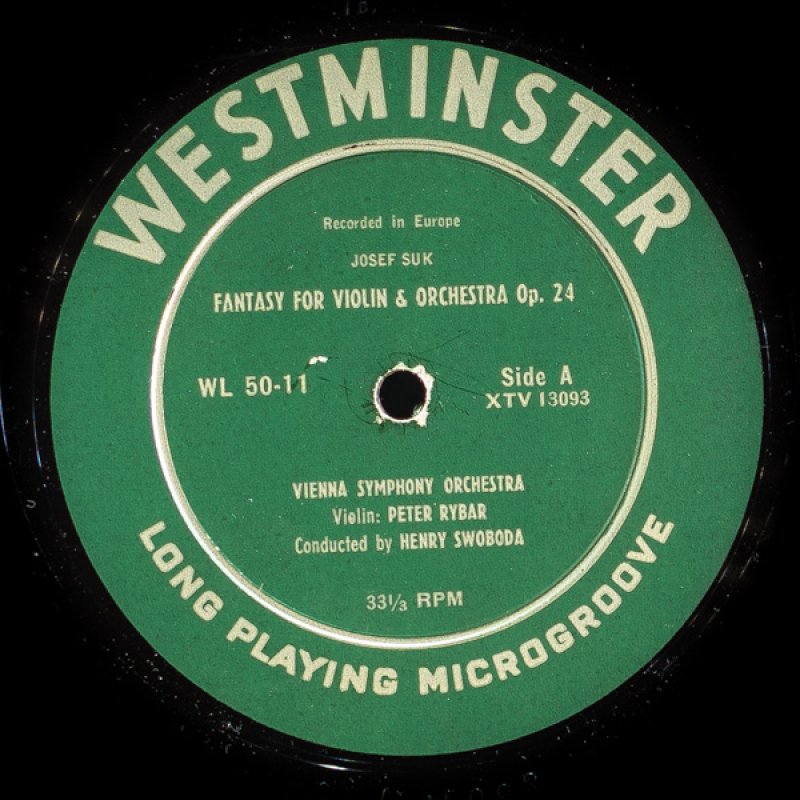 WESTMINSTER
Recorded in Europe
JOSEF SUK
FANTASY FOR VIOLIN & ORCHESTRA Op. 24
WL 50-11
Side A
XTV 13093
VIENNA SYMPHONY ORCHESTRA
Violin: PETER RYBAR
Conducted by HENRY SWOBODA
33⅓ RPM
LONG PLAYING MICROGROOVE